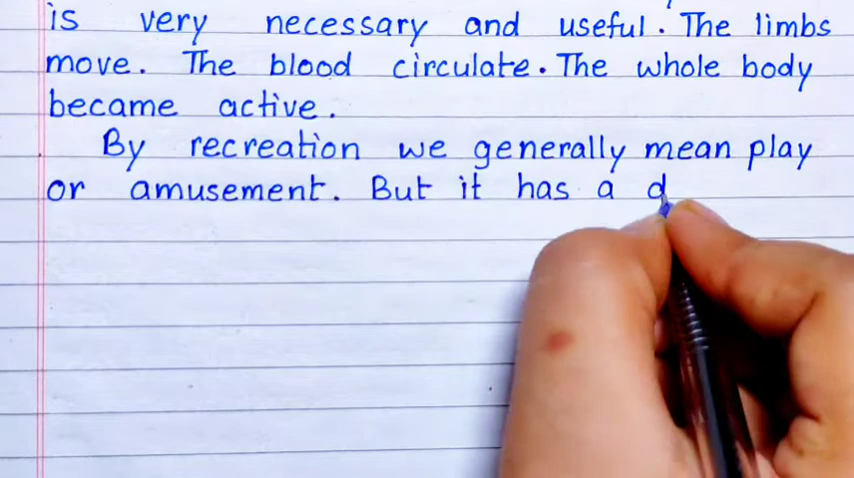 is very necessary and useful. The limbs
move. The blood circulate. The whole body
became active.
By recreation we generally mean play
or amusement. But it has a d